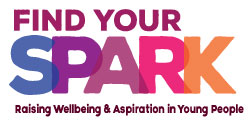 FIND YOUR
SPARK
Raising Wellbeing & Aspiration in Young People